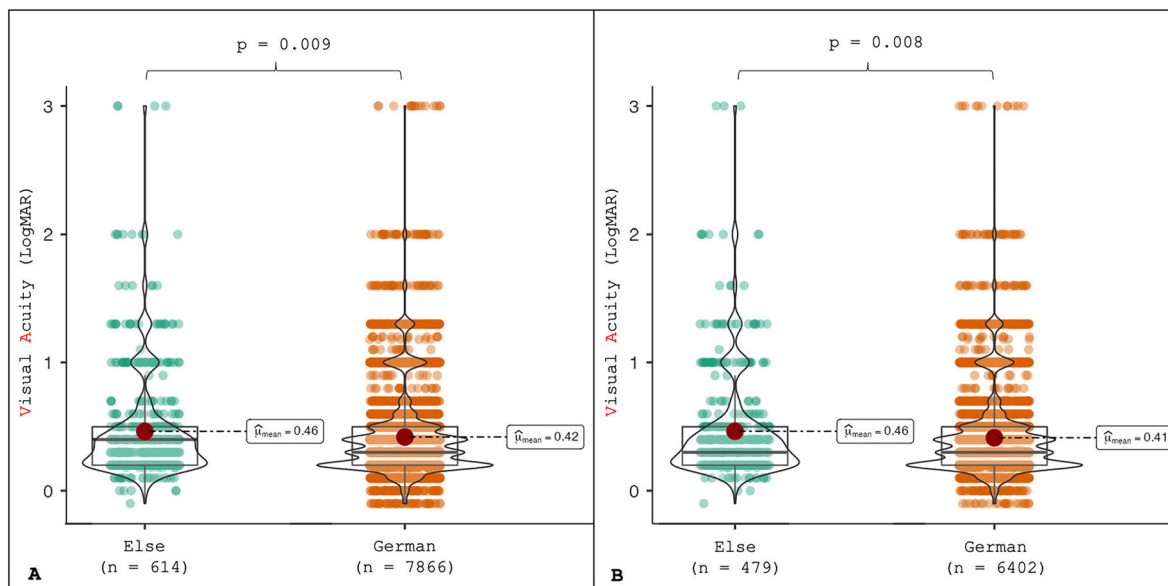 p = 0.009
3
2
1
0
Visual Acuity (LogMAR)
μ̂mean = 0.46
μ̂mean = 0.42
Else
(n = 614)
German
(n = 7866)
A
p = 0.008
3
2
1
0
Visual Acuity (LogMAR)
μ̂mean = 0.46
μ̂mean = 0.41
Else
(n = 479)
German
(n = 6402)
B